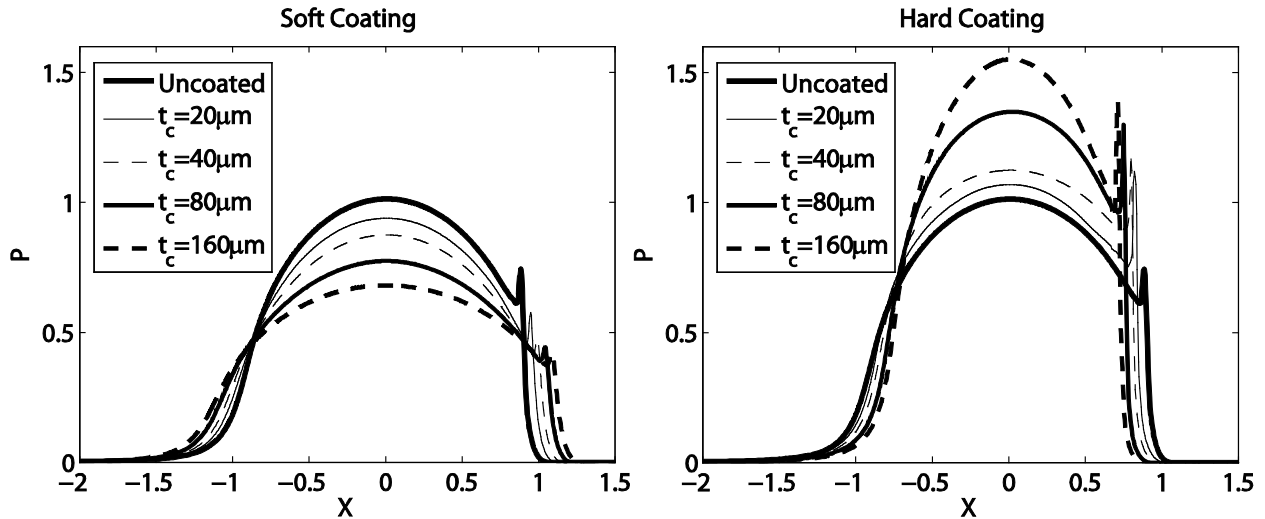 Soft Coating
1.5
1
0.5
0
P
Uncoated
t_c=20μm
t_c=40μm
t_c=80μm
t_c=160μm
−2 −1.5 −1 −0.5 0 0.5 1 1.5
X
Hard Coating
1.5
1
0.5
0
P
Uncoated
t_c=20μm
t_c=40μm
t_c=80μm
t_c=160μm
−2 −1.5 −1 −0.5 0 0.5 1 1.5
X